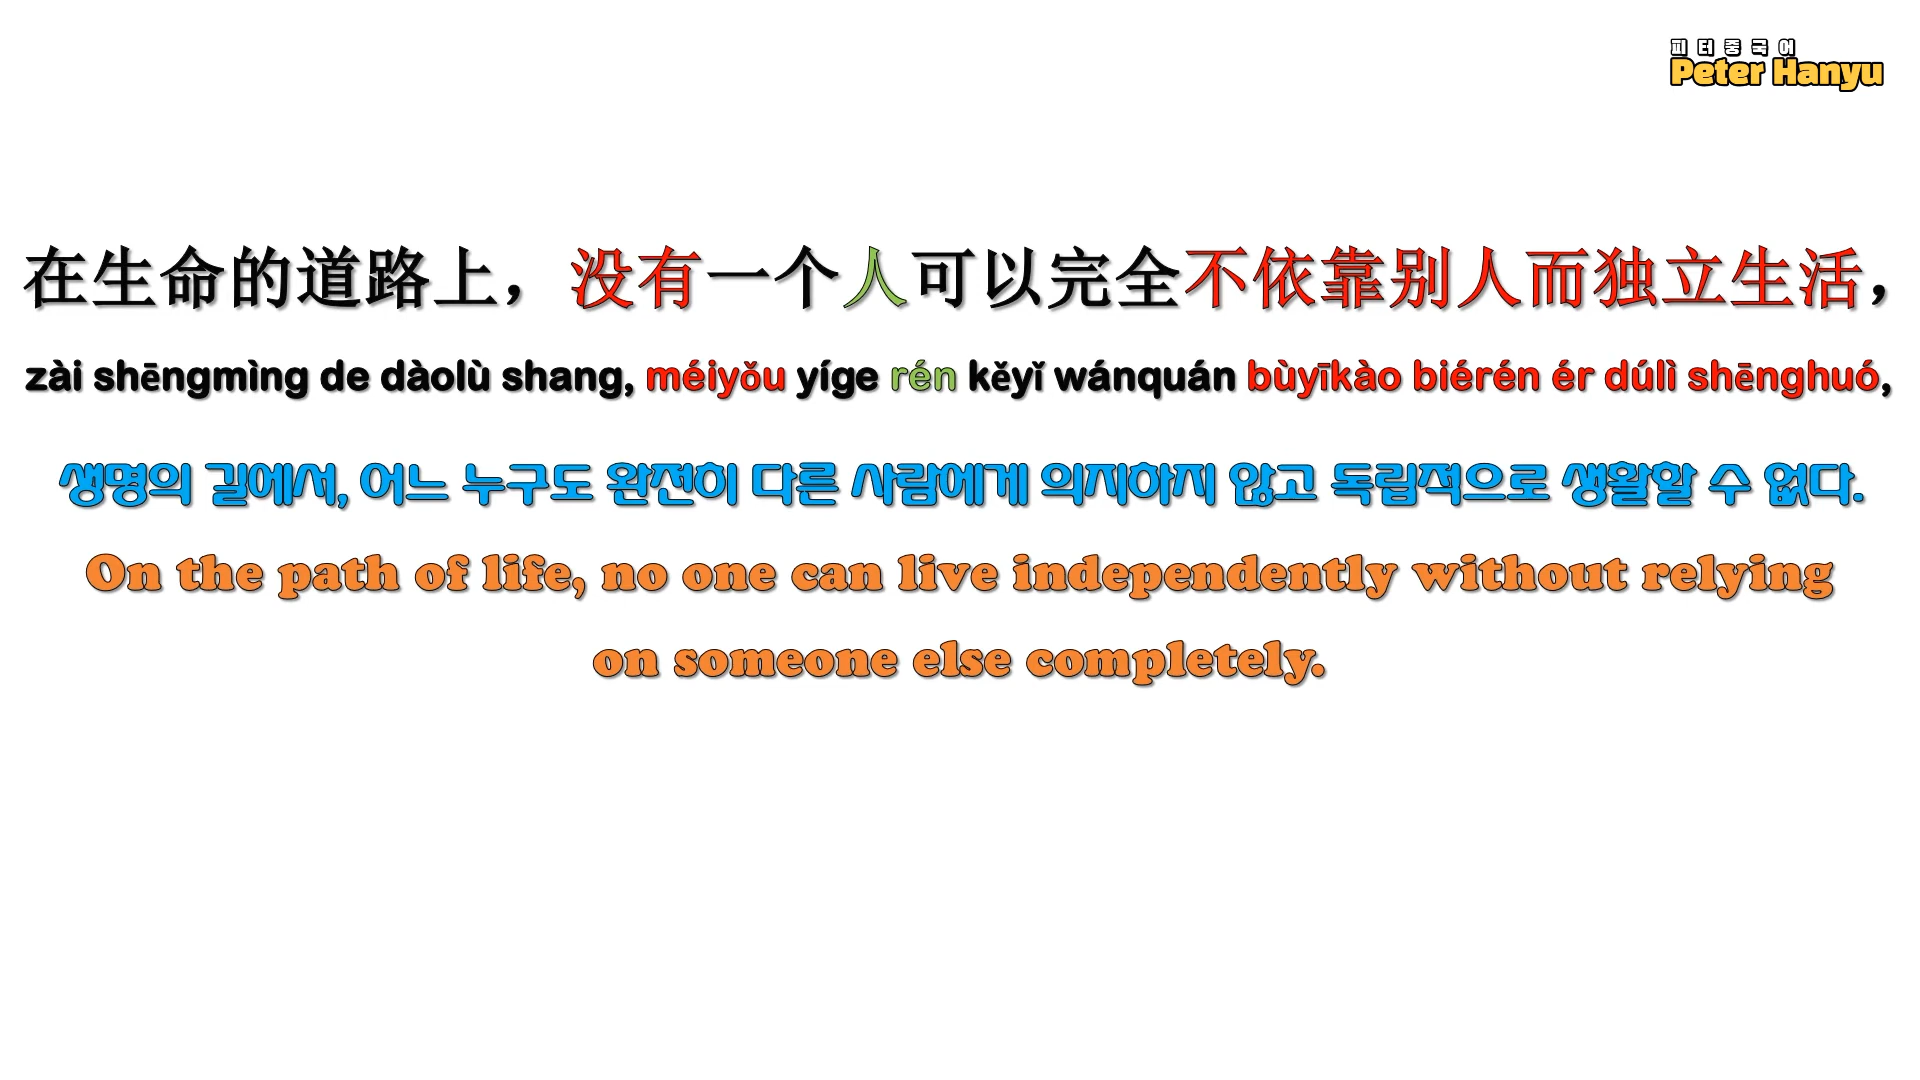 피터중국어
Peter Hanyu
在生命的道路上，没有一个人可以完全不依靠别人而独立生活，
zài shēngmìng de dàolù shang, méiyǒu yíge rén kěyǐ wánquán bùyīkào biérén ér dúlì shēnghuó,
생명의 길에서, 어느 누구도 완전히 다른 사람에게 의지하지 않고 독립적으로 생활할 수 없다.
On the path of life, no one can live independently without relying
on someone else completely.